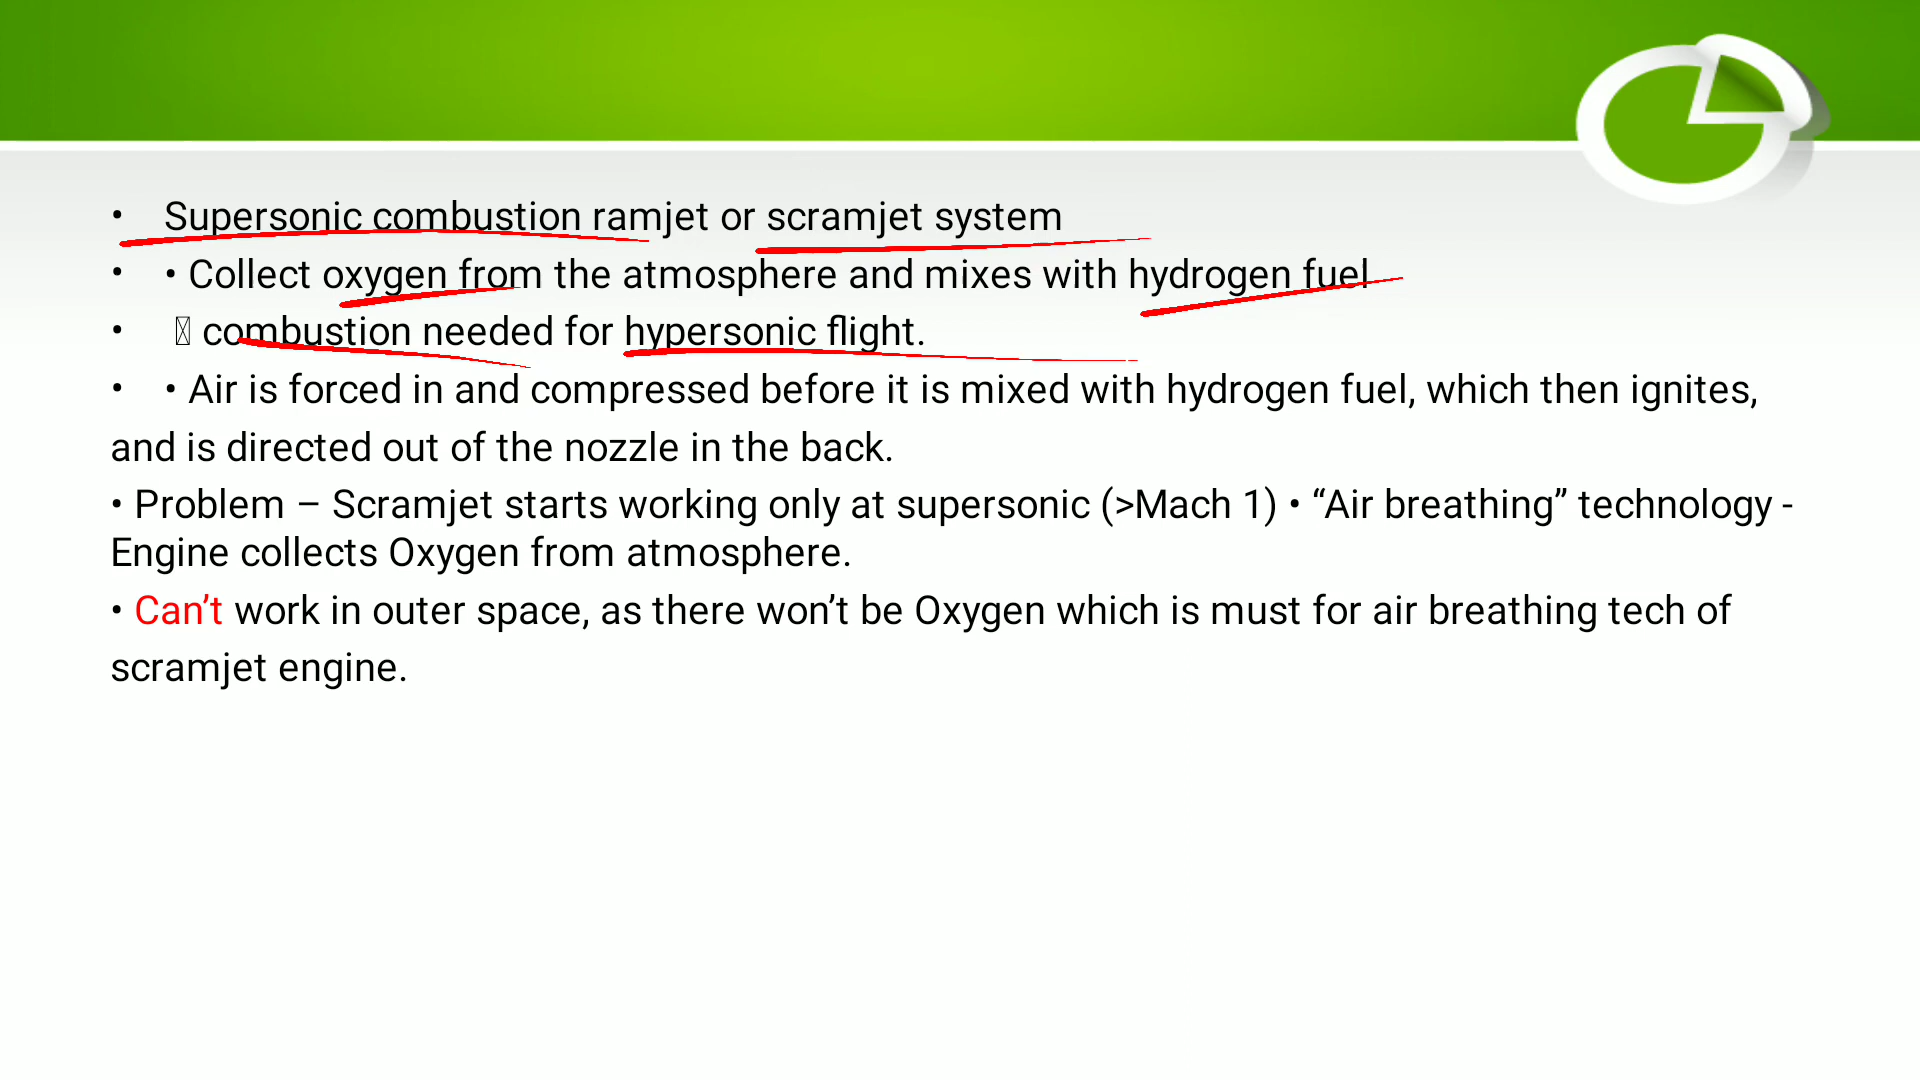 • Supersonic combustion ramjet or scramjet system
• • Collect oxygen from the atmosphere and mixes with hydrogen fuel
• combustion needed for hypersonic flight.
• • Air is forced in and compressed before it is mixed with hydrogen fuel, which then ignites,
and is directed out of the nozzle in the back.
• Problem – Scramjet starts working only at supersonic (>Mach 1) • “Air breathing” technology -
Engine collects Oxygen from atmosphere.
• Can’t work in outer space, as there won’t be Oxygen which is must for air breathing tech of
scramjet engine.